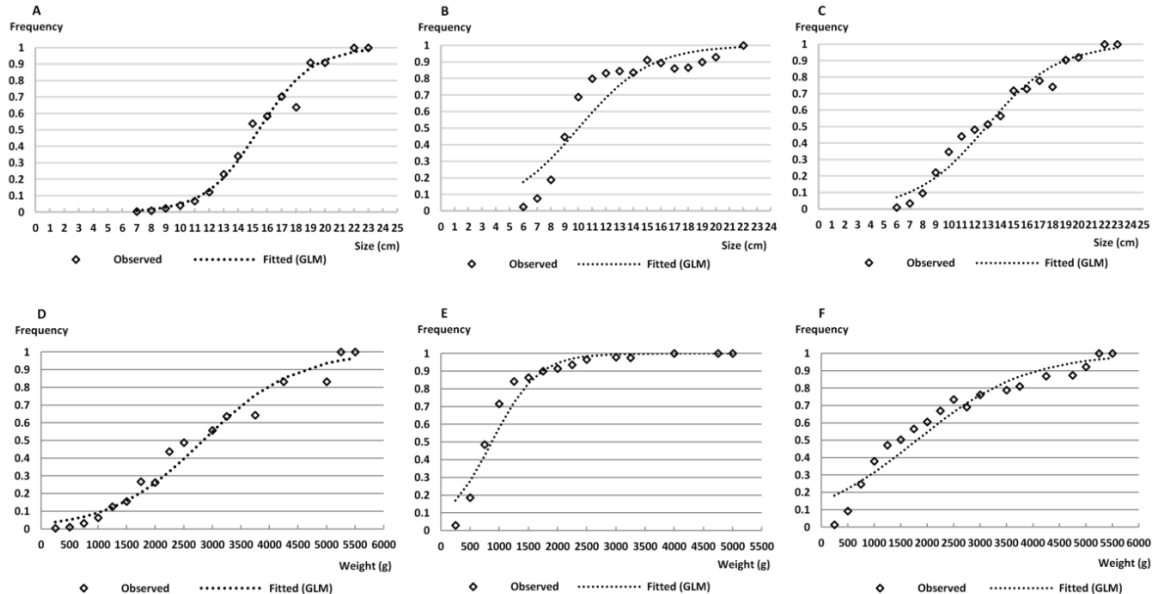 A
Frequency
1
0.9
0.8
0.7
0.6
0.5
0.4
0.3
0.2
0.1
0
0 1 2 3 4 5 6 7 8 9 10 11 12 13 14 15 16 17 18 19 20 21 22 23 24 25
Size (cm)
Observed Fitted (GLM)
B
Frequency
1
0.9
0.8
0.7
0.6
0.5
0.4
0.3
0.2
0.1
0
0 1 2 3 4 5 6 7 8 9 10 11 12 13 14 15 16 17 18 19 20 21 22 23 24
Size (cm)
Observed Fitted (GLM)
C
Frequency
1
0.9
0.8
0.7
0.6
0.5
0.4
0.3
0.2
0.1
0
0 1 2 3 4 5 6 7 8 9 10 11 12 13 14 15 16 17 18 19 20 21 22 23 24 25
Size (cm)
Observed Fitted (GLM)
D
Frequency
1
0.9
0.8
0.7
0.6
0.5
0.4
0.3
0.2
0.1
0
0 500 1000 1500 2000 2500 3000 3500 4000 4500 5000 5500 6000
Weight (g)
Observed Fitted (GLM)
E
Frequency
1
0.9
0.8
0.7
0.6
0.5
0.4
0.3
0.2
0.1
0
0 500 1000 1500 2000 2500 3000 3500 4000 4500 5000 5500
Weight (g)
Observed Fitted (GLM)
F
Frequency
1
0.9
0.8
0.7
0.6
0.5
0.4
0.3
0.2
0.1
0
0 500 1000 1500 2000 2500 3000 3500 4000 4500 5000 5500 6000
Weight (g)
Observed Fitted (GLM)